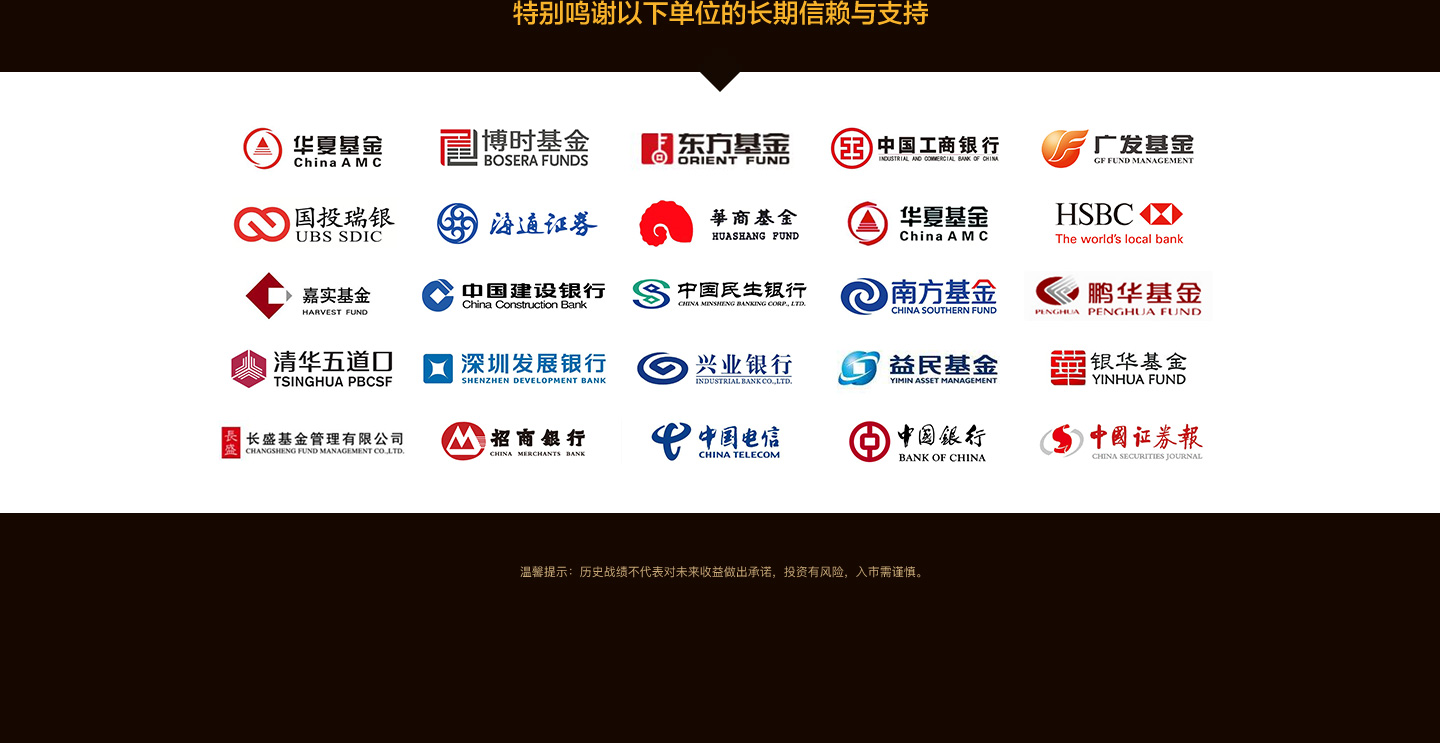 特别鸣谢以下单位的长期信赖与支持
华夏基金
ChinaAMC
博时基金
BOSERA FUNDS
东方基金
ORIENT FUND
中国工商银行
INDUSTRIAL AND COMMERCIAL BANK OF CHINA
广发基金
GF FUND MANAGEMENT
国投瑞银
UBS SDIC
海通证券
華商基金
HUASHANG FUND
华夏基金
ChinaAMC
HSBC
The world's local bank
嘉实基金
HARVEST FUND
中国建设银行
China Construction Bank
中国民生银行
CHINA MINSHENG BANKING CORP., LTD.
南方基金
CHINA SOUTHERN FUND
PENGHUA
鹏华基金
PENGHUA FUND
清华五道口
TSINGHUA PBCSF
深圳发展银行
SHENZHEN DEVELOPMENT BANK
兴业银行
INDUSTRIAL BANK CO.,LTD.
益民基金
YIMIN ASSET MANAGEMENT
银华基金
YINHUA FUND
長盛
长盛基金管理有限公司
CHANGSHENG FUND MANAGEMENT CO.,LTD.
招商銀行
CHINA MERCHANTS BANK
中国电信
CHINA TELECOM
中国銀行
BANK OF CHINA
中國证券報
CHINA SECURITIES JOURNAL
温馨提示：历史战绩不代表对未来收益做出承诺，投资有风险，入市需谨慎。